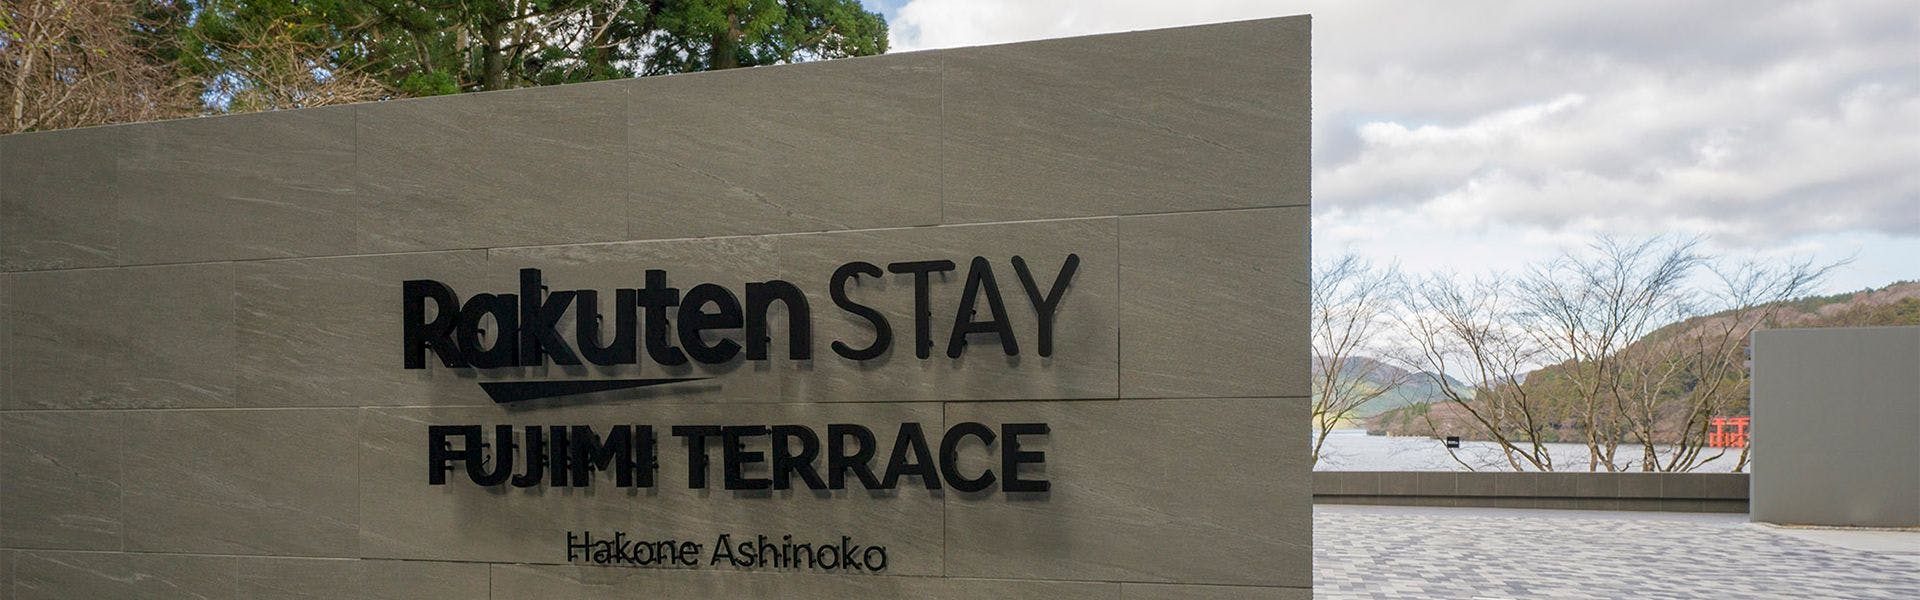 Rakuten STAY
FUJIMI TERRACE
Hakone Ashinoko